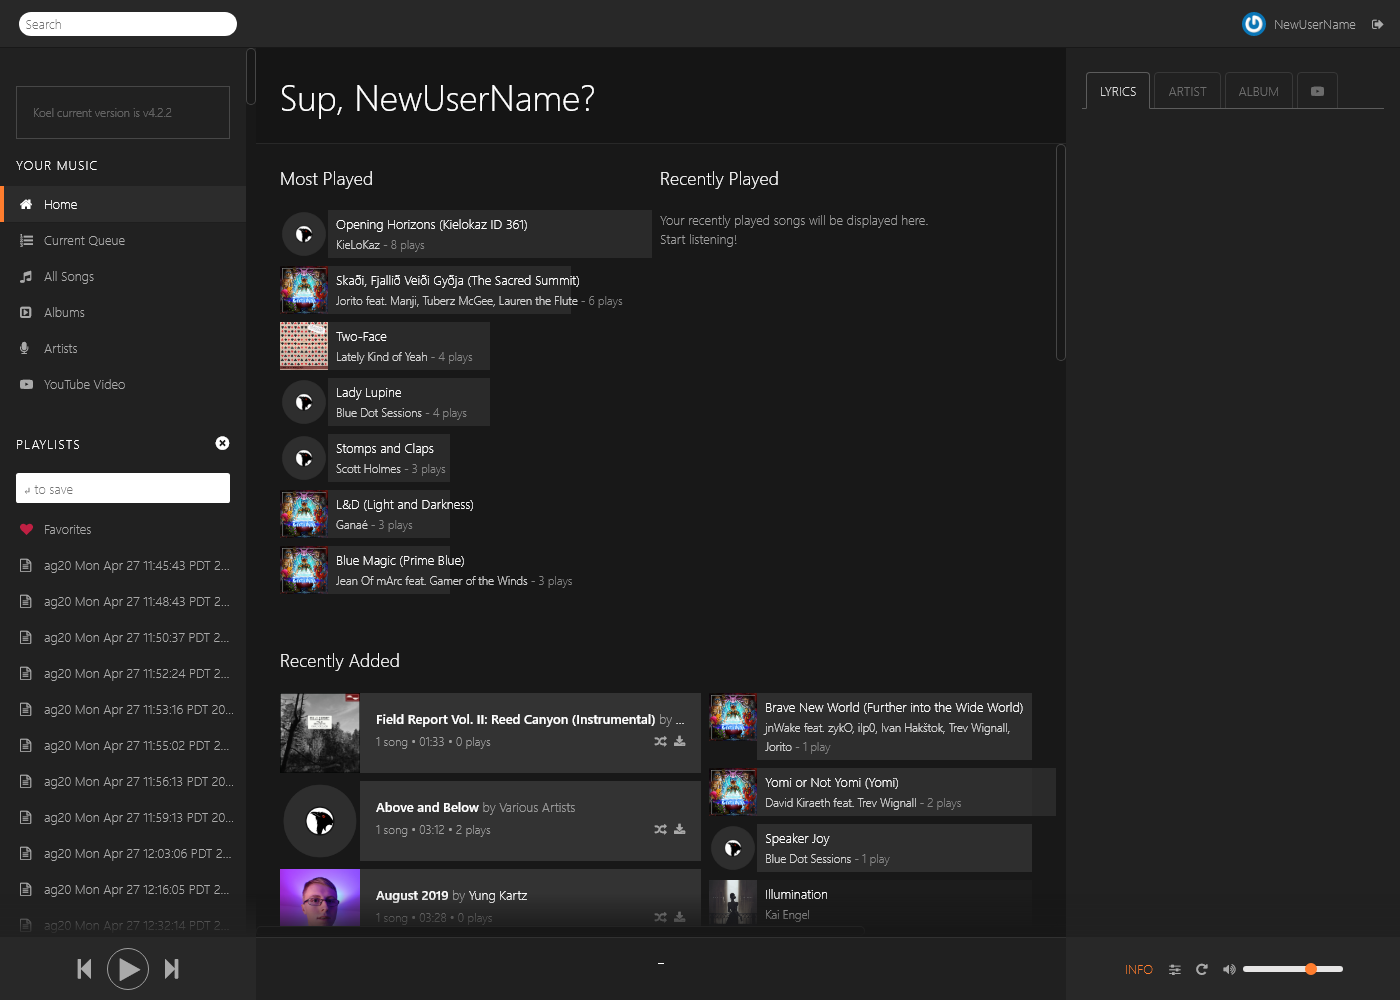 Search
NewUserName
Koel current version is v4.2.2
YOUR MUSIC
Home
Current Queue
All Songs
Albums
Artists
YouTube Video
PLAYLISTS
↵ to save
Favorites
ag20 Mon Apr 27 11:45:43 PDT 2...
ag20 Mon Apr 27 11:48:43 PDT 2...
ag20 Mon Apr 27 11:50:37 PDT 2...
ag20 Mon Apr 27 11:52:24 PDT 2...
ag20 Mon Apr 27 11:53:16 PDT 20...
ag20 Mon Apr 27 11:55:02 PDT 2...
ag20 Mon Apr 27 11:56:13 PDT 20...
ag20 Mon Apr 27 11:59:13 PDT 20...
ag20 Mon Apr 27 12:03:06 PDT 2...
ag20 Mon Apr 27 12:16:05 PDT 2...
ag20 Mon Apr 27 12:32:14 PDT 2...
Sup, NewUserName?
Most Played
Opening Horizons (Kielokaz ID 361)
KieLoKaz - 8 plays
Skaði, Fjallið Veiði Gyðja (The Sacred Summit)
Jorito feat. Manji, Tuberz McGee, Lauren the Flute - 6 plays
Two-Face
Lately Kind of Yeah - 4 plays
Lady Lupine
Blue Dot Sessions - 4 plays
Stomps and Claps
Scott Holmes - 3 plays
L&D (Light and Darkness)
Ganaé - 3 plays
Blue Magic (Prime Blue)
Jean Of mArc feat. Gamer of the Winds - 3 plays
Recently Played
Your recently played songs will be displayed here.
Start listening!
Recently Added
Field Report Vol. II: Reed Canyon (Instrumental) by ...
1 song • 01:33 • 0 plays
Above and Below by Various Artists
1 song • 03:12 • 2 plays
August 2019 by Yung Kartz
1 song • 03:28 • 0 plays
Brave New World (Further into the Wide World)
jnWake feat. zykO, ilp0, Ivan Hakštok, Trev Wignall,
Jorito - 1 play
Yomi or Not Yomi (Yomi)
David Kiraeth feat. Trev Wignall - 2 plays
Speaker Joy
Blue Dot Sessions - 1 play
Illumination
Kai Engel
LYRICS
ARTIST
ALBUM
–
INFO